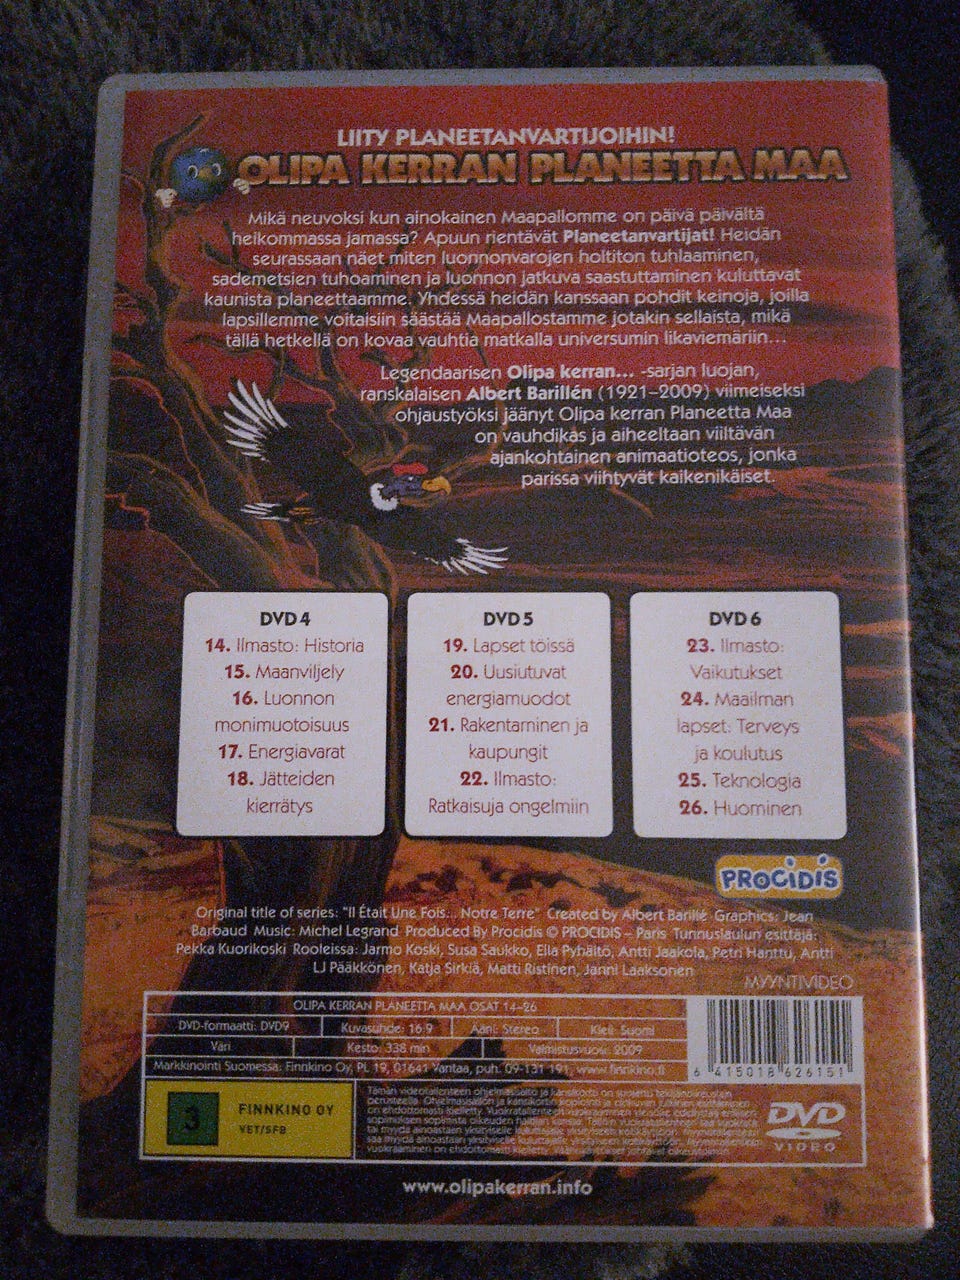 LIITY PLANEETANVARTIJOIHIN!
OLIPA KERRAN PLANEETTA MAA
Mikä neuvoksi kun ainokainen Maapallomme on päivä päivältä
heikommassa jamassa? Apuun rientävät Planeetanvartijat! Heidän
seurassaan näet miten luonnonvarojen holtiton tuhlaaminen,
sademetsien tuhoaminen ja luonnon jatkuva saastuttaminen kuluttavat
kaunista planeettaamme. Yhdessä heidän kanssaan pohdit keinoja, joilla
lapsillemme voitaisiin säästää Maapallostamme jotakin sellaista, mikä
tällä hetkellä on kovaa vauhtia matkalla universumin likaviemäriin...
Legendaarisen Olipa kerran... -sarjan luojan,
ranskalaisen Albert Barillén (1921–2009) viimeiseksi
ohjaustyöksi jäänyt Olipa kerran Planeetta Maa
on vauhdikas ja aiheeltaan viiltävän
ajankohtainen animaatioteos, jonka
parissa viihtyvät kaikenikäiset.
DVD 4
14. Ilmasto: Historia
15. Maanviljely
16. Luonnon
monimuotoisuus
17. Energiavarat
18. Jätteiden
kierrätys
DVD 5
19. Lapset töissä
20. Uusiutuvat
energiamuodot
21. Rakentaminen ja
kaupungit
22. Ilmasto:
Ratkaisuja ongelmiin
DVD 6
23. Ilmasto:
Vaikutukset
24. Maailman
lapset: Terveys
ja koulutus
25. Teknologia
26. Huominen
PROCIDIS
Original title of series: "Il Était Une Fois... Notre Terre" Created by Albert Barillé Graphics: Jean
Barbaud Music: Michel Legrand Produced By Procidis © PROCIDIS – Paris Tunnuslaulun esittäjä:
Pekka Kuorikoski Rooleissa: Jarmo Koski, Susa Saukko, Ella Pyhältö, Antti Jaakola, Petri Hanttu, Antti
LJ Pääkkönen, Katja Sirkiä, Matti Ristinen, Janni Laaksonen
MYYNTIVIDEO
OLIPA KERRAN PLANEETTA MAA OSAT 14–26
DVD-formaatti: DVD9 Kuvasuhde: 16:9 Ääni: Stereo Kieli: Suomi
Väri Kesto: 338 min Valmistusvuosi: 2009
Markkinointi Suomessa: Finnkino Oy, PL 19, 01641 Vantaa, puh. 09-131 191, www.finnkino.fi
6 415018 626151
3
FINNKINO OY
VET/SFB
Tämän videotallenteen ohjelmasisältö ja kansikortti on suojattu tekijänoikeuslain
DVD
VIDEO
www.olipakerran.info